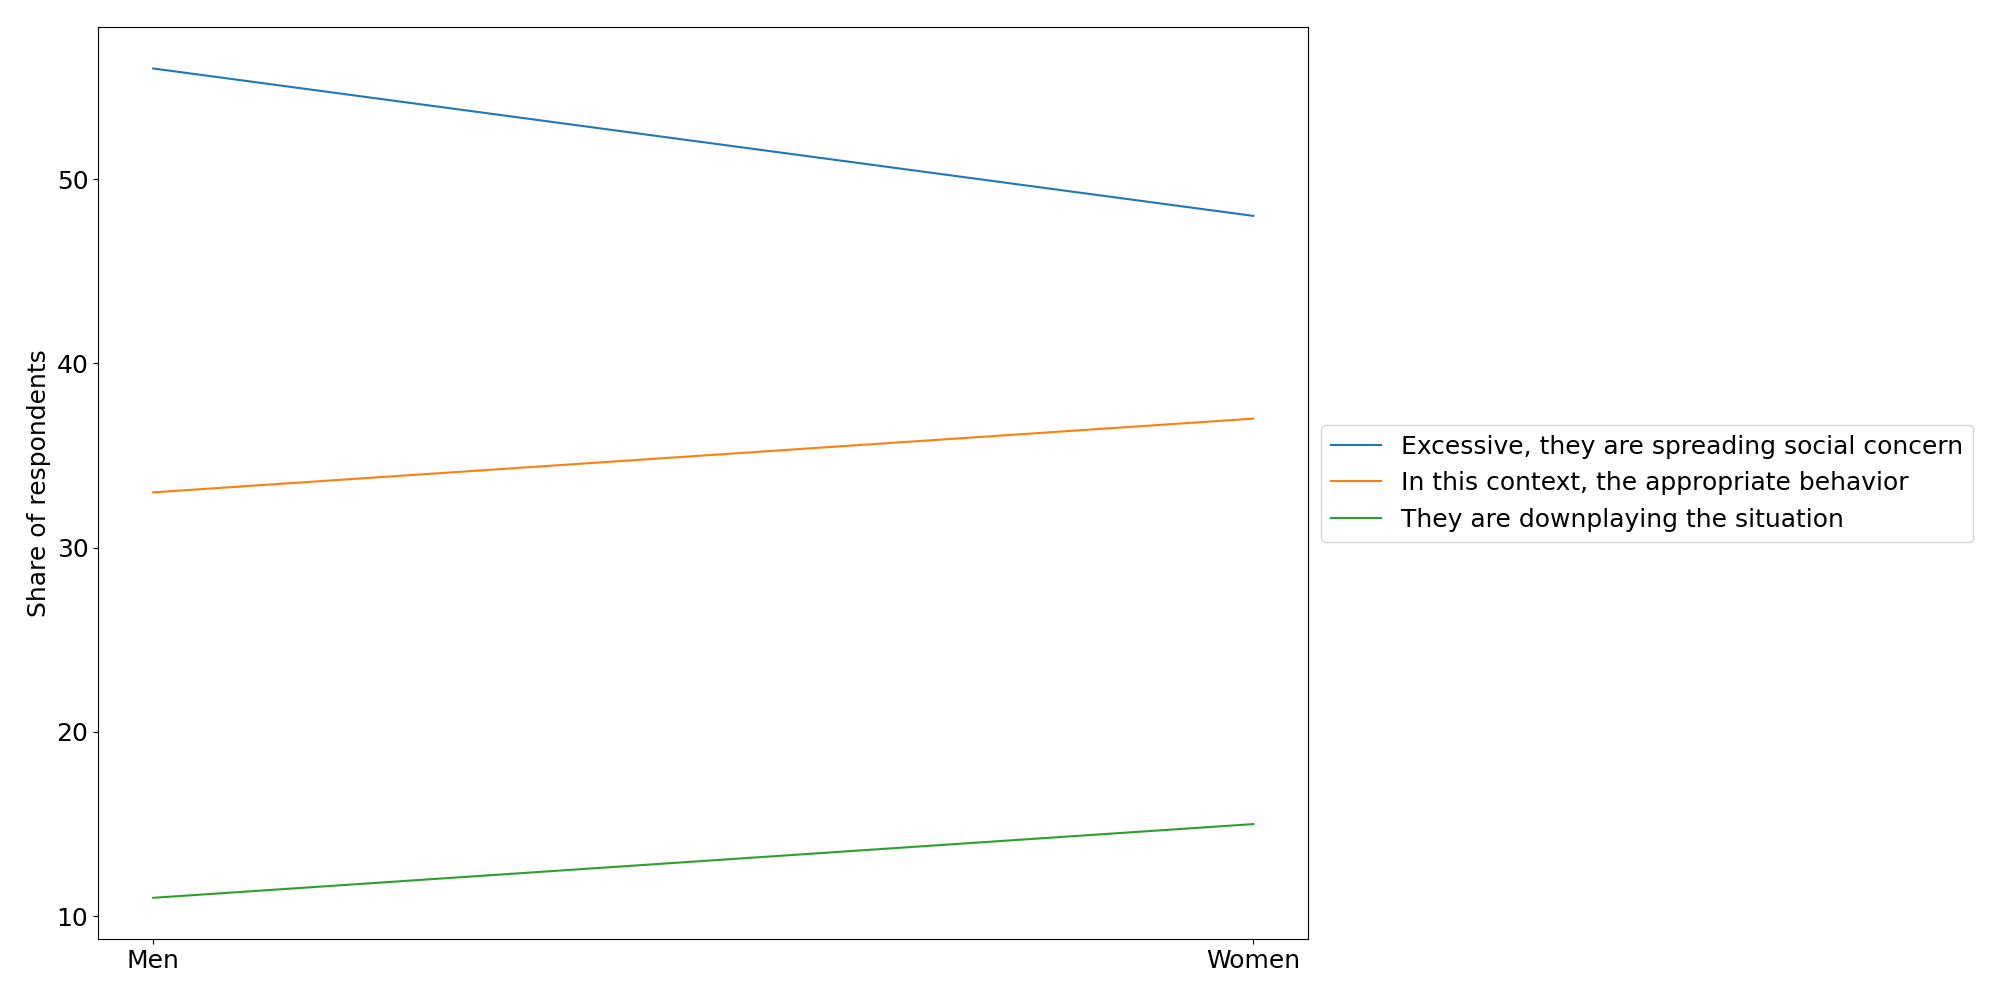 Share of respondents
50
40
30
20
10
Men
Women
Excessive, they are spreading social concern
In this context, the appropriate behavior
They are downplaying the situation